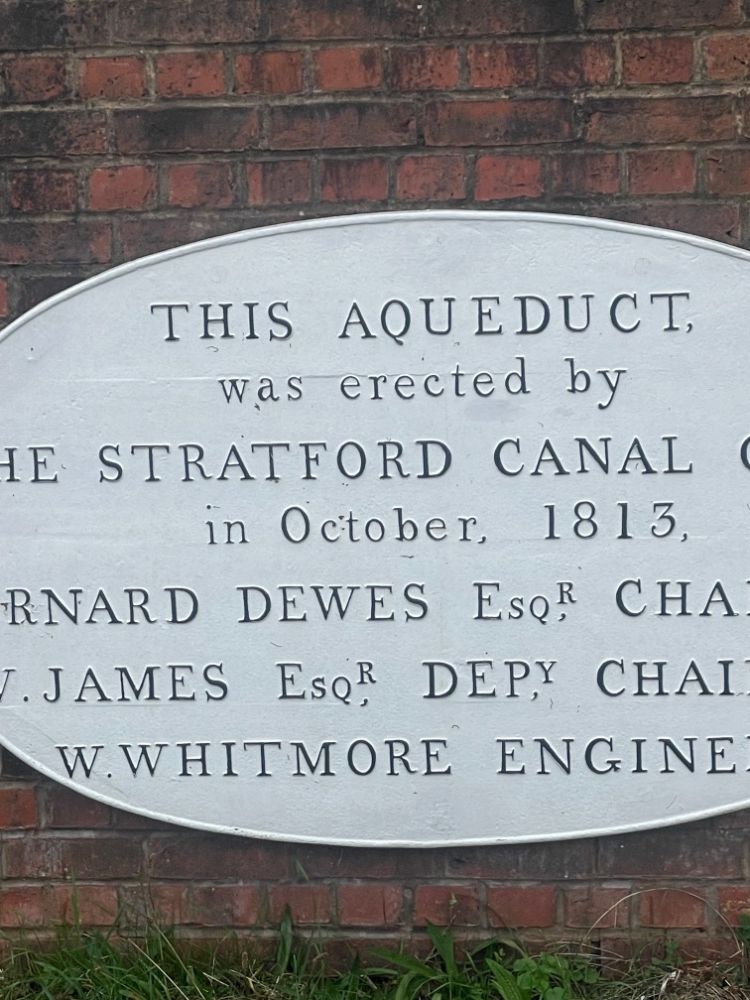 THIS AQUEDUCT,
was erected by
HE STRATFORD CANAL C
in October, 1813,
RNARD DEWES Esqᴿ, CHA
W. JAMES Esqᴿ, DEP,ʸ CHAI
W. WHITMORE ENGINE